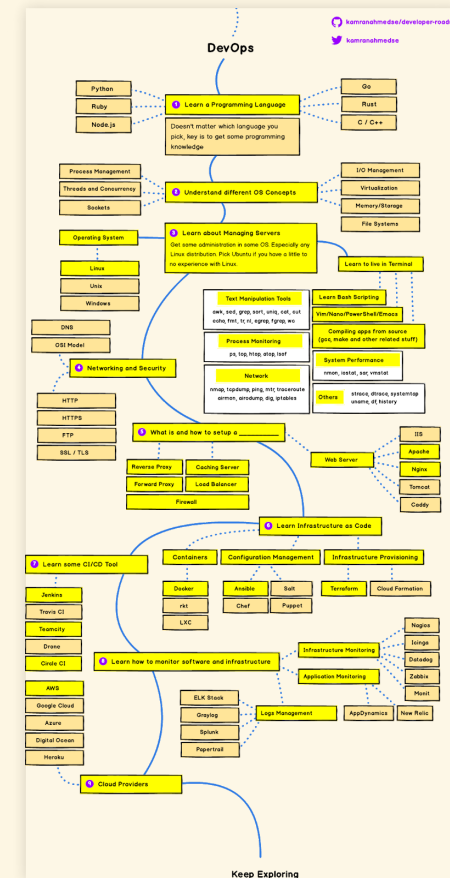 kamranahmedse/developer-road
kamranahmedse
DevOps
Python
Ruby
Node.js
1 Learn a Programming Language
Go
Rust
C / C++
Doesn't matter which language you
pick, key is to get some programming
knowledge
Process Management
Threads and Concurrency
Sockets
2 Understand different OS Concepts
I/O Management
Virtualization
Memory/Storage
File Systems
3 Learn about Managing Servers
Get some administration in some OS. Especially any
Linux distribution. Pick Ubuntu if you have a little to
no experience with Linux.
Operating System
Linux
Unix
Windows
Learn to live in Terminal
Text Manipulation Tools
awk, sed, grep, sort, uniq, cat, cut
echo, fmt, tr, nl, egrep, fgrep, wc
Process Monitoring
ps, top, htop, atop, lsof
Network
nmap, tcpdump, ping, mtr, traceroute
airmon, airodump, dig, iptables
Learn Bash Scripting
Vim/Nano/PowerShell/Emacs
Compiling apps from source
(gcc, make and other related stuff)
System Performance
nmon, iostat, sar, vmstat
Others
strace, dtrace, systemtap
uname, df, history
DNS
OSI Model
4 Networking and Security
HTTP
HTTPS
FTP
SSL / TLS
5 What is and how to setup a ________
Reverse Proxy
Caching Server
Forward Proxy
Load Balancer
Firewall
Web Server
IIS
Apache
Nginx
Tomcat
Caddy
6 Learn Infrastructure as Code
Containers
Docker
rkt
LXC
Configuration Management
Ansible
Salt
Chef
Puppet
Infrastructure Provisioning
Terraform
Cloud Formation
7 Learn some CI/CD Tool
Jenkins
Travis CI
Teamcity
Drone
Circle CI
8 Learn how to monitor software and infrastructure
Infrastructure Monitoring
Nagios
Icinga
Datadog
Zabbix
Monit
Application Monitoring
AppDynamics
New Relic
Logs Management
ELK Stack
Graylog
Splunk
Papertrail
AWS
Google Cloud
Azure
Digital Ocean
Heroku
9 Cloud Providers
Keep Exploring